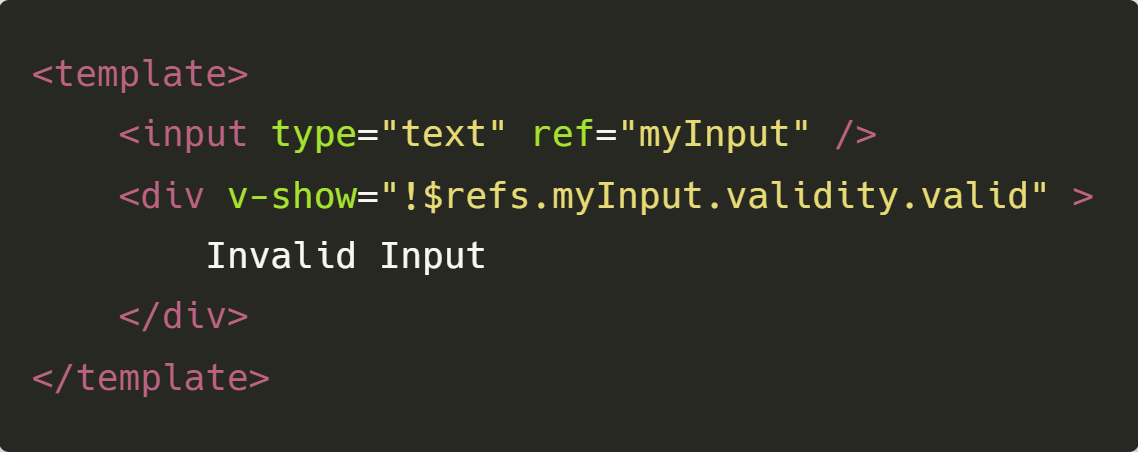 <template>
    <input type="text" ref="myInput" />
    <div v-show="!$refs.myInput.validity.valid" >
        Invalid Input
    </div>
</template>